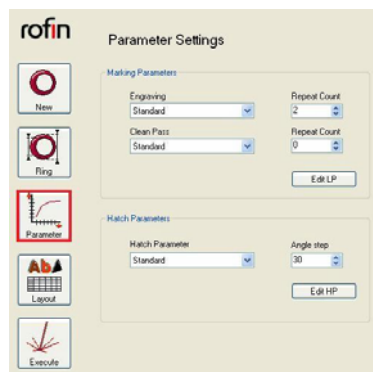 rofin
Parameter Settings
New
Ring
Parameter
AbA
Layout
Execute
Marking Parameters
Engraving
Repeat Count
Standard
2
Clean Pass
Repeat Count
Standard
0
Edit LP
Hatch Parameters
Hatch Parameter
Angle step
Standard
30
Edit HP